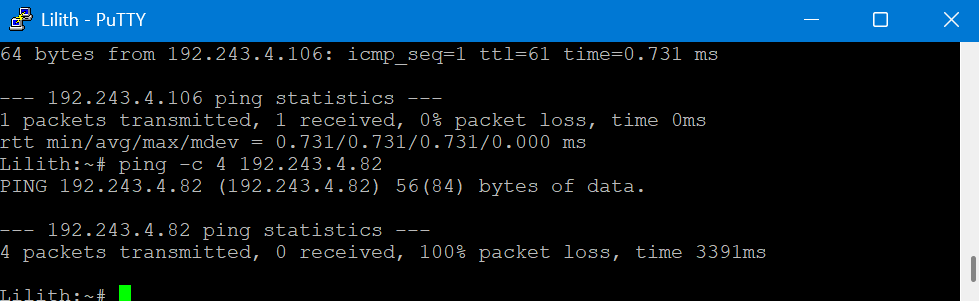 Lilith - PuTTY
64 bytes from 192.243.4.106: icmp_seq=1 ttl=61 time=0.731 ms
--- 192.243.4.106 ping statistics ---
1 packets transmitted, 1 received, 0% packet loss, time 0ms
rtt min/avg/max/mdev = 0.731/0.731/0.731/0.000 ms
Lilith:~# ping -c 4 192.243.4.82
PING 192.243.4.82 (192.243.4.82) 56(84) bytes of data.
--- 192.243.4.82 ping statistics ---
4 packets transmitted, 0 received, 100% packet loss, time 3391ms
Lilith:~#